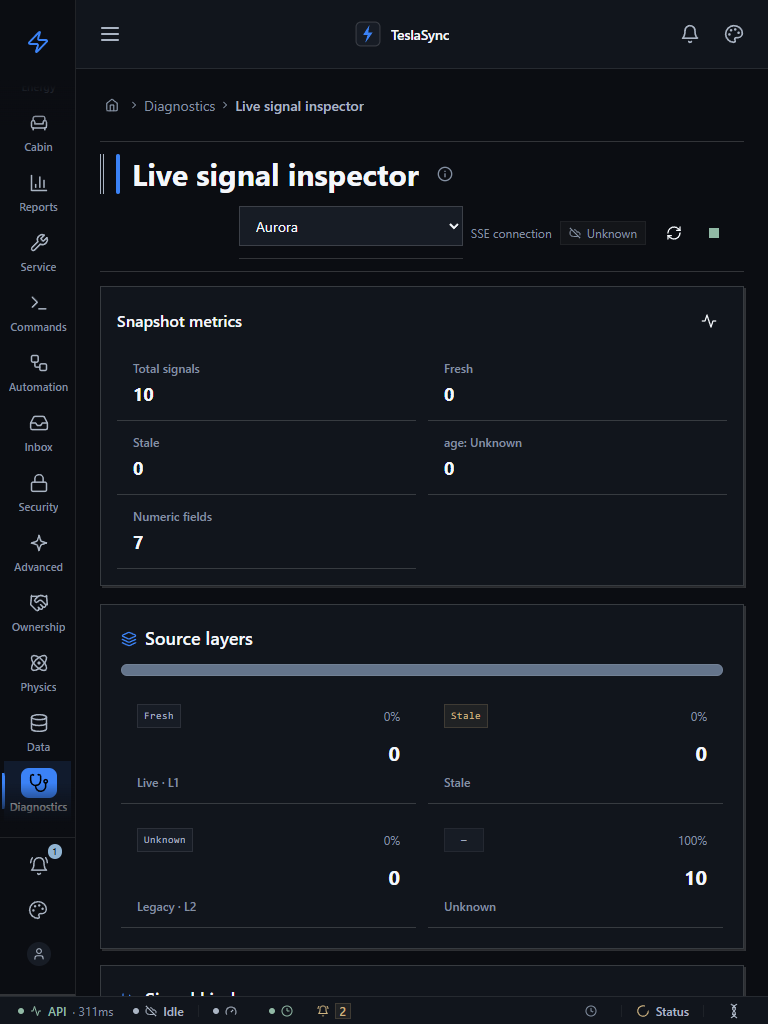 TeslaSync
Energy
Cabin
Reports
Service
Commands
Automation
Inbox
Security
Advanced
Ownership
Physics
Data
Diagnostics
1
Diagnostics
Live signal inspector
Live signal inspector
Aurora
SSE connection
Unknown
Snapshot metrics
Total signals
10
Fresh
0
Stale
0
age: Unknown
0
Numeric fields
7
Source layers
Fresh
0%
0
Live · L1
Stale
0%
0
Stale
Unknown
0%
0
Legacy · L2
–
100%
10
Unknown
API · 311ms
Idle
2
Status